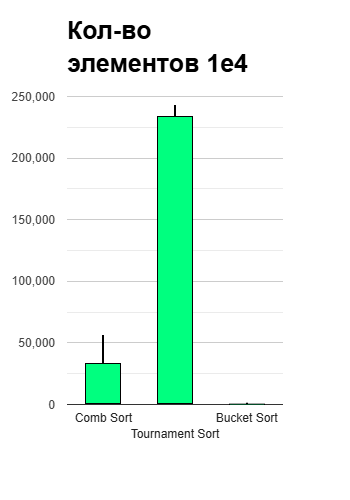 Кол-во
элементов 1e4
250,000
200,000
150,000
100,000
50,000
0
Comb Sort
Bucket Sort
Tournament Sort